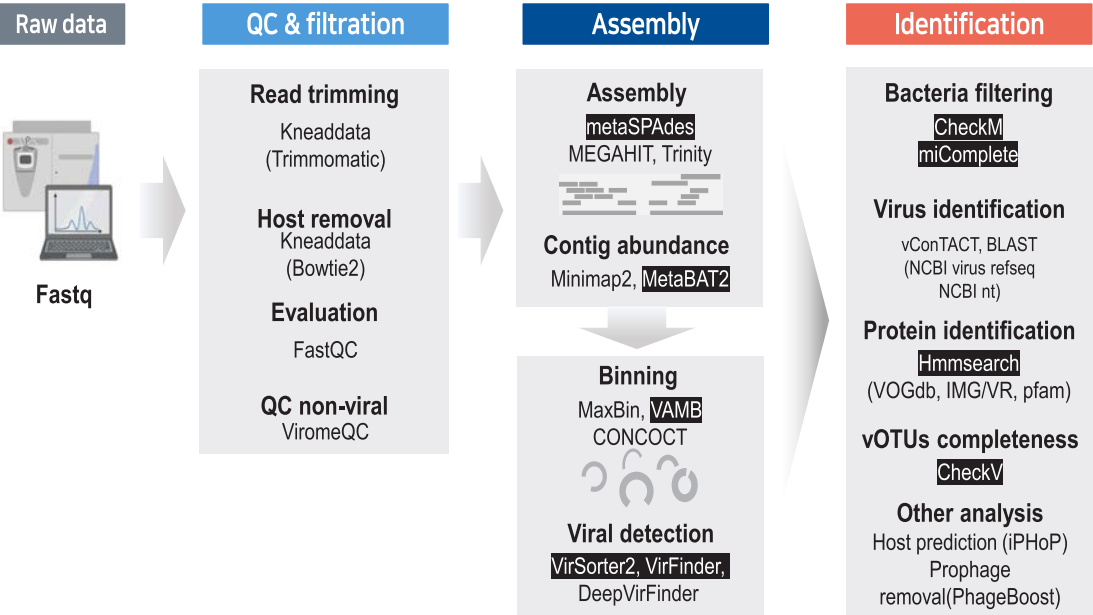 Raw data
Fastq
QC & filtration
Read trimming
Kneaddata
(Trimmomatic)
Host removal
Kneaddata
(Bowtie2)
Evaluation
FastQC
QC non-viral
ViromeQC
Assembly
Assembly
metaSPAdes
MEGAHIT, Trinity
Contig abundance
Minimap2, MetaBAT2
Binning
MaxBin, VAMB
CONCOCT
Viral detection
VirSorter2, VirFinder,
DeepVirFinder
Identification
Bacteria filtering
CheckM
miComplete
Virus identification
vConTACT, BLAST
(NCBI virus refseq
NCBI nt)
Protein identification
Hmmsearch
(VOGdb, IMG/VR, pfam)
vOTUs completeness
CheckV
Other analysis
Host prediction (iPHoP)
Prophage
removal(PhageBoost)